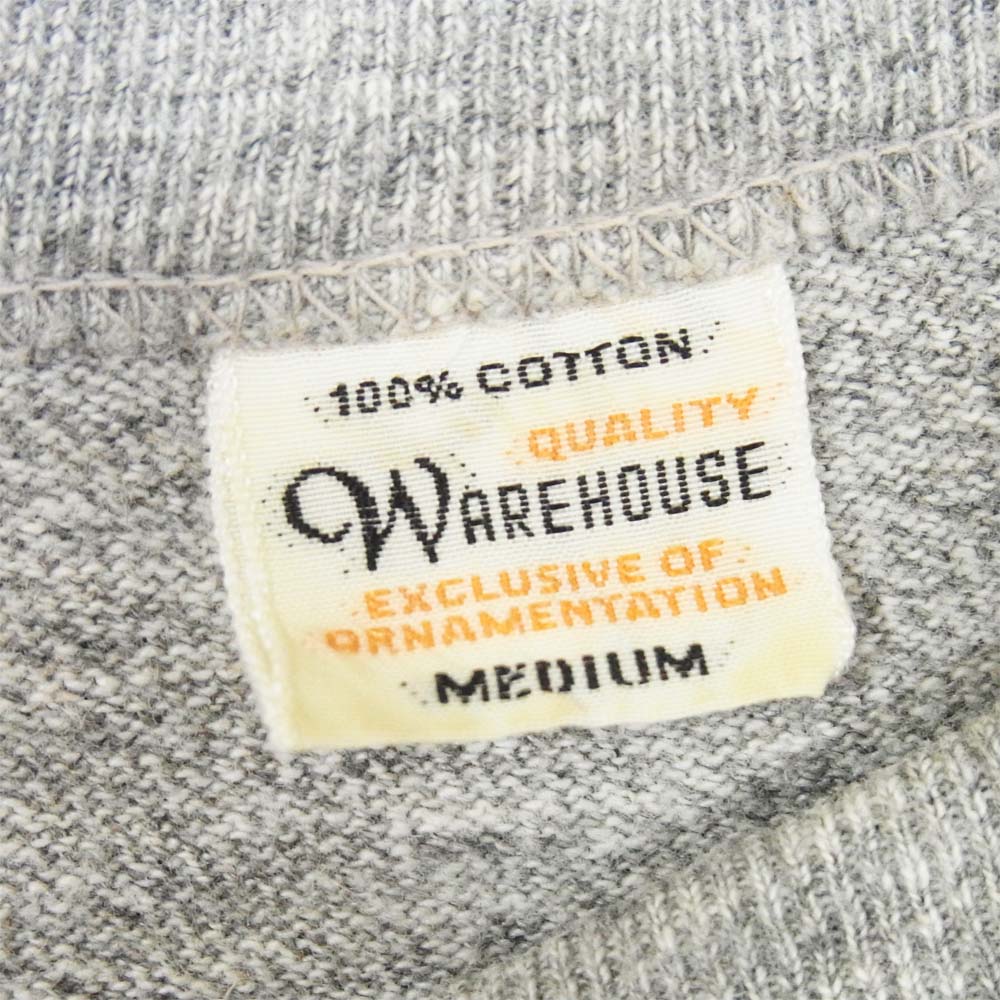 100% COTTON
QUALITY
WAREHOUSE
EXCLUSIVE OF
ORNAMENTATION
MEDIUM